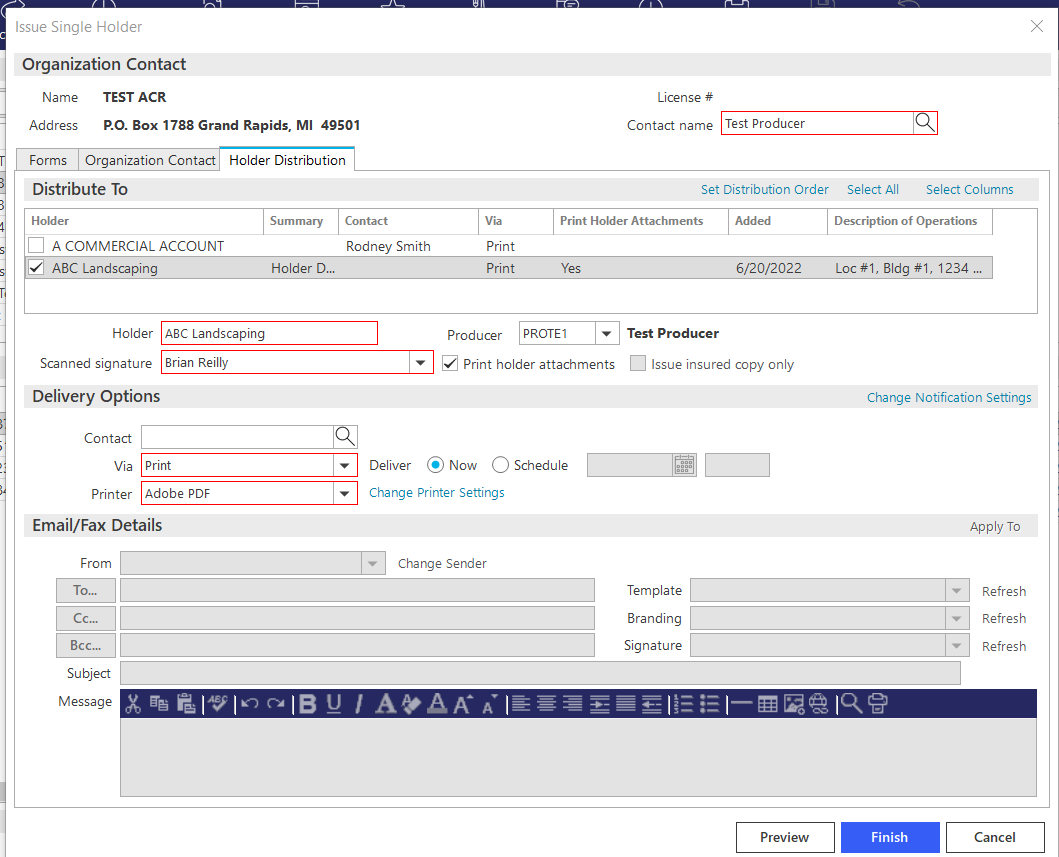 Issue Single Holder
Organization Contact
Name TEST ACR License #
Address P.O. Box 1788 Grand Rapids, MI 49501 Contact name Test Producer
Forms Organization Contact Holder Distribution
Distribute To Set Distribution Order Select All Select Columns
Holder Summary Contact Via Print Holder Attachments Added Description of Operations
A COMMERCIAL ACCOUNT Rodney Smith Print
ABC Landscaping Holder D... Print Yes 6/20/2022 Loc #1, Bldg #1, 1234 ...
Holder ABC Landscaping Producer PROTE1 Test Producer
Scanned signature Brian Reilly Print holder attachments Issue insured copy only
Delivery Options Change Notification Settings
Contact
Via Print Deliver Now Schedule
Printer Adobe PDF Change Printer Settings
Email/Fax Details Apply To
From Change Sender
To... Template Refresh
Cc... Branding Refresh
Bcc... Signature Refresh
Subject
Message
Preview Finish Cancel